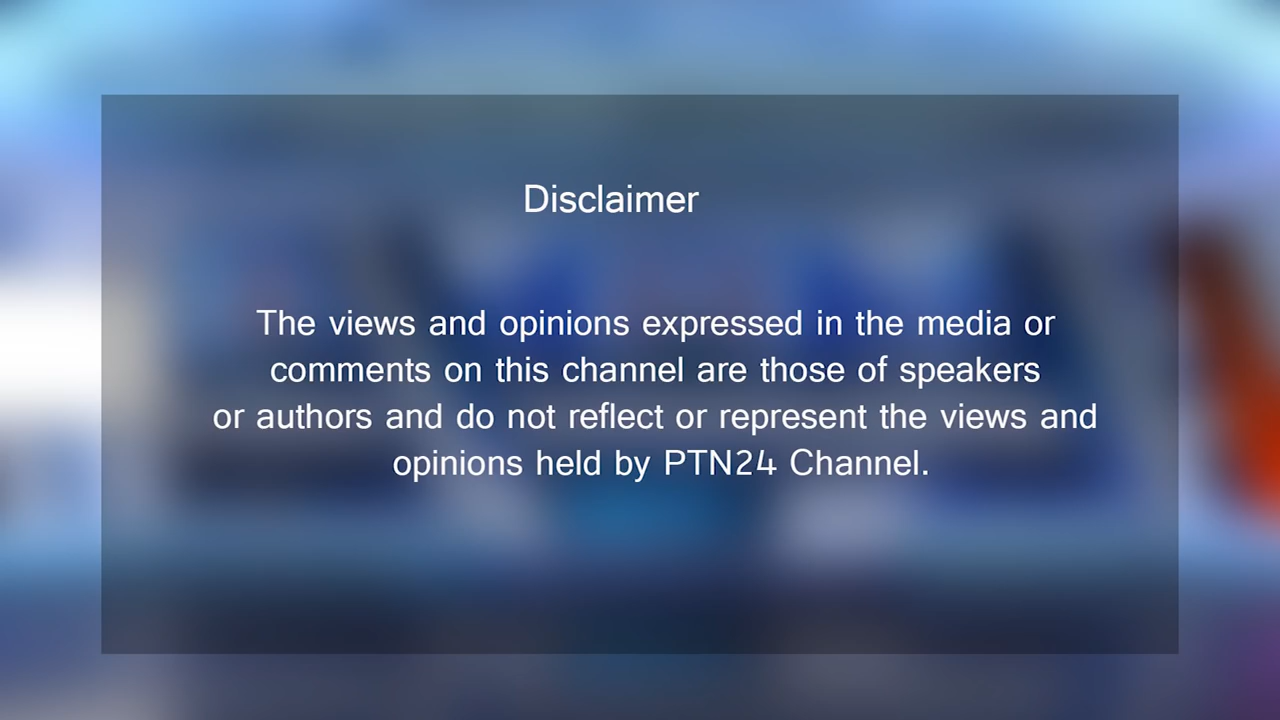 Disclaimer
The views and opinions expressed in the media or
comments on this channel are those of speakers
or authors and do not reflect or represent the views and
opinions held by PTN24 Channel.